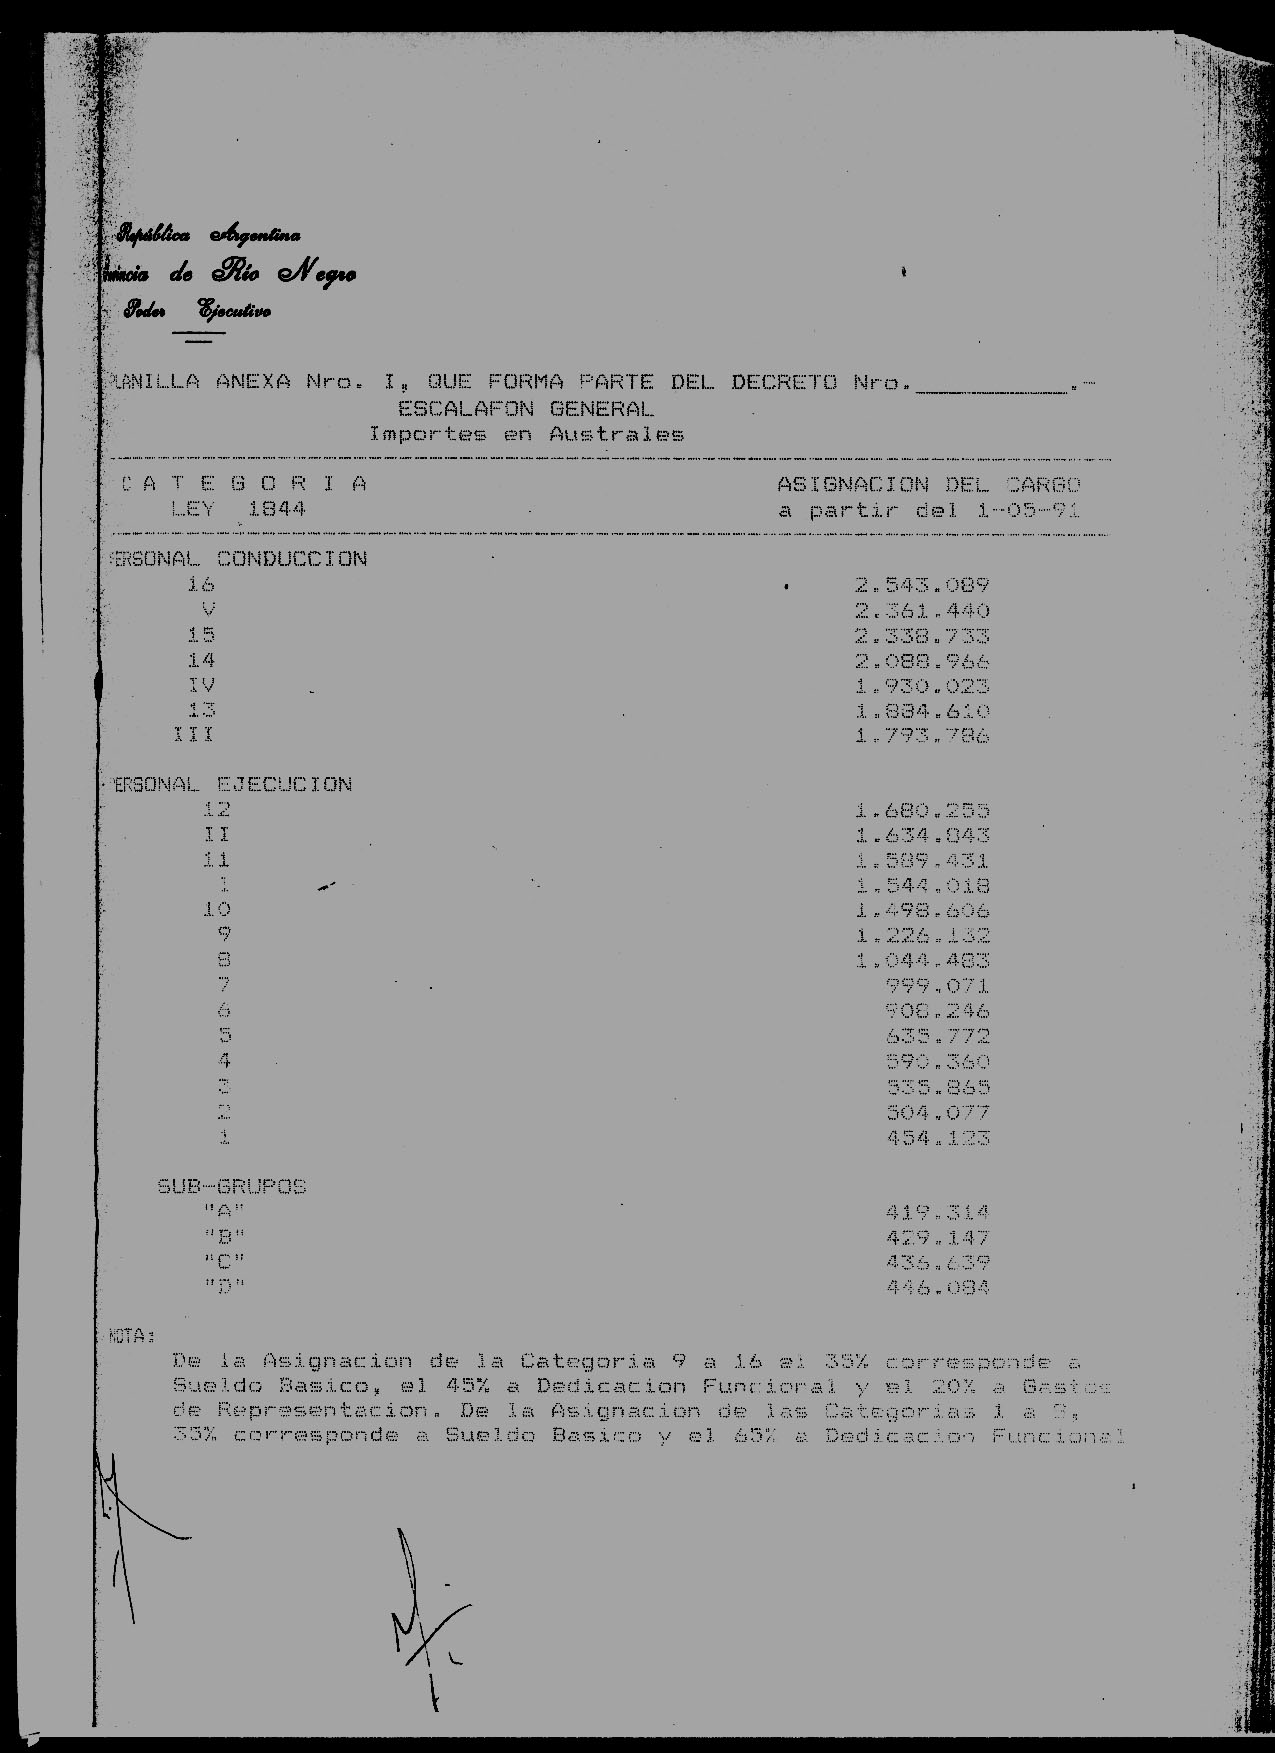 República Argentina
vincia de Río Negro
Poder Ejecutivo
PLANILLA ANEXA Nro. I, QUE FORMA PARTE DEL DECRETO Nro.__________.-
ESCALAFON GENERAL
Importes en Australes
C A T E G O R I A ASIGNACION DEL CARGO
LEY 1844 a partir del 1-05-91
PERSONAL CONDUCCION
16 2.543.089
V 2.361.440
15 2.338.733
14 2.088.966
IV 1.930.023
13 1.884.610
III 1.793.786
PERSONAL EJECUCION
12 1.680.255
II 1.634.843
11 1.589.431
I 1.544.018
10 1.498.606
9 1.226.132
8 1.044.483
7 999.071
6 908.246
5 635.772
4 590.360
3 535.865
2 504.077
1 454.123
SUB-GRUPOS
"A" 419.314
"B" 429.147
"C" 436.639
"D" 446.084
NOTA:
De la Asignacion de la Categoria 9 a 16 el 35% corresponde a
Sueldo Basico, el 45% a Dedicacion Funcional y el 20% a Gastos
de Representacion. De la Asignacion de las Categorias 1 a
35% corresponde a Sueldo Basico y el 65% a Dedicacion Funcional